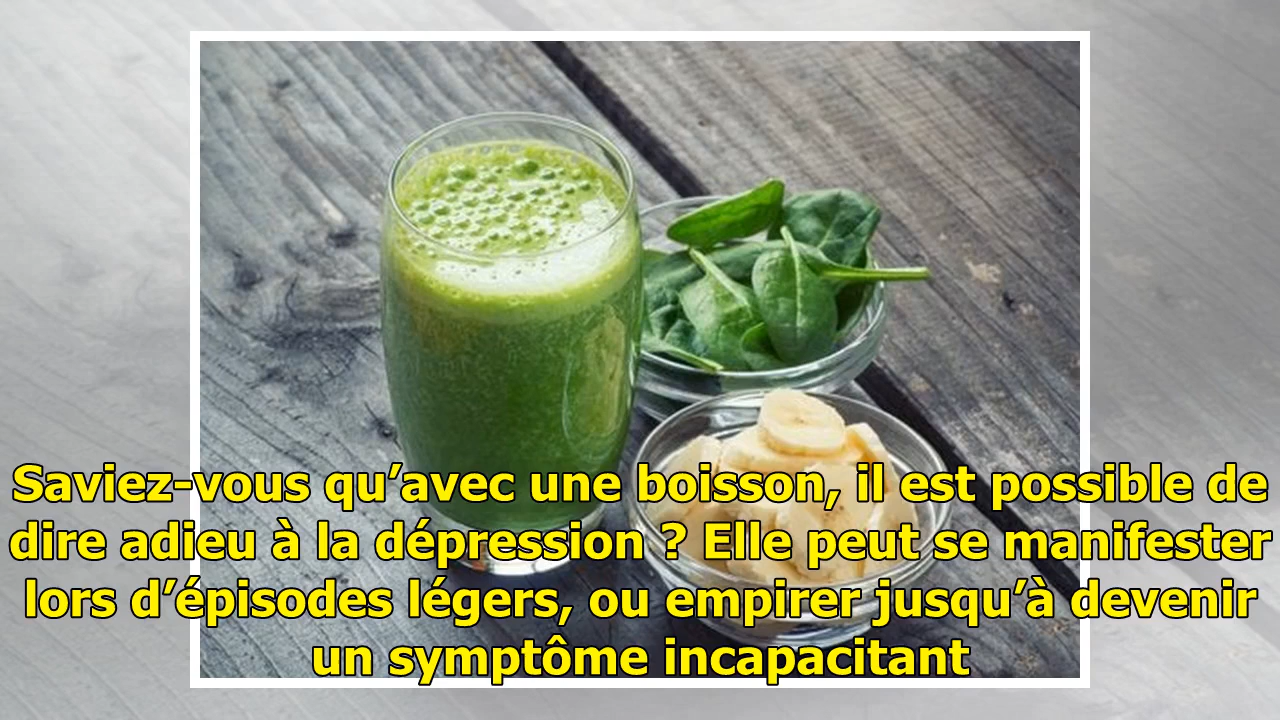 Saviez-vous qu’avec une boisson, il est possible de
dire adieu à la dépression ? Elle peut se manifester
lors d’épisodes légers, ou empirer jusqu’à devenir
un symptôme incapacitant